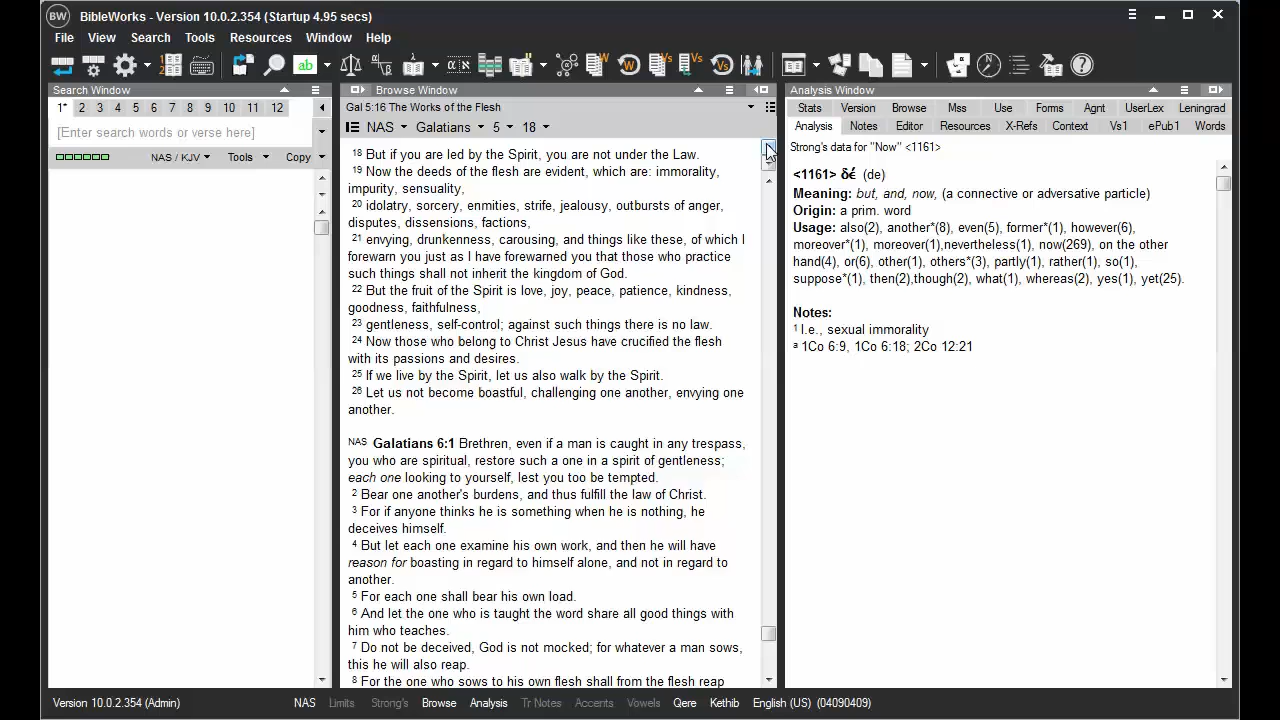 BW BibleWorks - Version 10.0.2.354 (Startup 4.95 secs)
File View Search Tools Resources Window Help
Search Window
1* 2 3 4 5 6 7 8 9 10 11 12
[Enter search words or verse here]
NAS / KJV Tools Copy
Browse Window
Gal 5:16 The Works of the Flesh
NAS Galatians 5 18
18 But if you are led by the Spirit, you are not under the Law.
19 Now the deeds of the flesh are evident, which are: immorality,
impurity, sensuality,
20 idolatry, sorcery, enmities, strife, jealousy, outbursts of anger,
disputes, dissensions, factions,
21 envying, drunkenness, carousing, and things like these, of which I
forewarn you just as I have forewarned you that those who practice
such things shall not inherit the kingdom of God.
22 But the fruit of the Spirit is love, joy, peace, patience, kindness,
goodness, faithfulness,
23 gentleness, self-control; against such things there is no law.
24 Now those who belong to Christ Jesus have crucified the flesh
with its passions and desires.
25 If we live by the Spirit, let us also walk by the Spirit.
26 Let us not become boastful, challenging one another, envying one
another.
NAS Galatians 6:1 Brethren, even if a man is caught in any trespass,
you who are spiritual, restore such a one in a spirit of gentleness;
each one looking to yourself, lest you too be tempted.
2 Bear one another's burdens, and thus fulfill the law of Christ.
3 For if anyone thinks he is something when he is nothing, he
deceives himself.
4 But let each one examine his own work, and then he will have
reason for boasting in regard to himself alone, and not in regard to
another.
5 For each one shall bear his own load.
6 And let the one who is taught the word share all good things with
him who teaches.
7 Do not be deceived, God is not mocked; for whatever a man sows,
this he will also reap.
8 For the one who sows to his own flesh shall from the flesh reap
Analysis Window
Stats Version Browse Mss Use Forms Agnt UserLex Leningrad
Analysis Notes Editor Resources X-Refs Context Vs1 ePub1 Words
Strong's data for "Now" <1161>
<1161> δέ (de)
Meaning: but, and, now, (a connective or adversative particle)
Origin: a prim. word
Usage: also(2), another*(8), even(5), former*(1), however(6),
moreover*(1), moreover(1),nevertheless(1), now(269), on the other
hand(4), or(6), other(1), others*(3), partly(1), rather(1), so(1),
suppose*(1), then(2),though(2), what(1), whereas(2), yes(1), yet(25).
Notes:
1 I.e., sexual immorality
a 1Co 6:9, 1Co 6:18; 2Co 12:21
Version 10.0.2.354 (Admin) NAS Limits Strong's Browse Analysis Tr Notes Accents Vowels Qere Kethib English (US) (04090409)